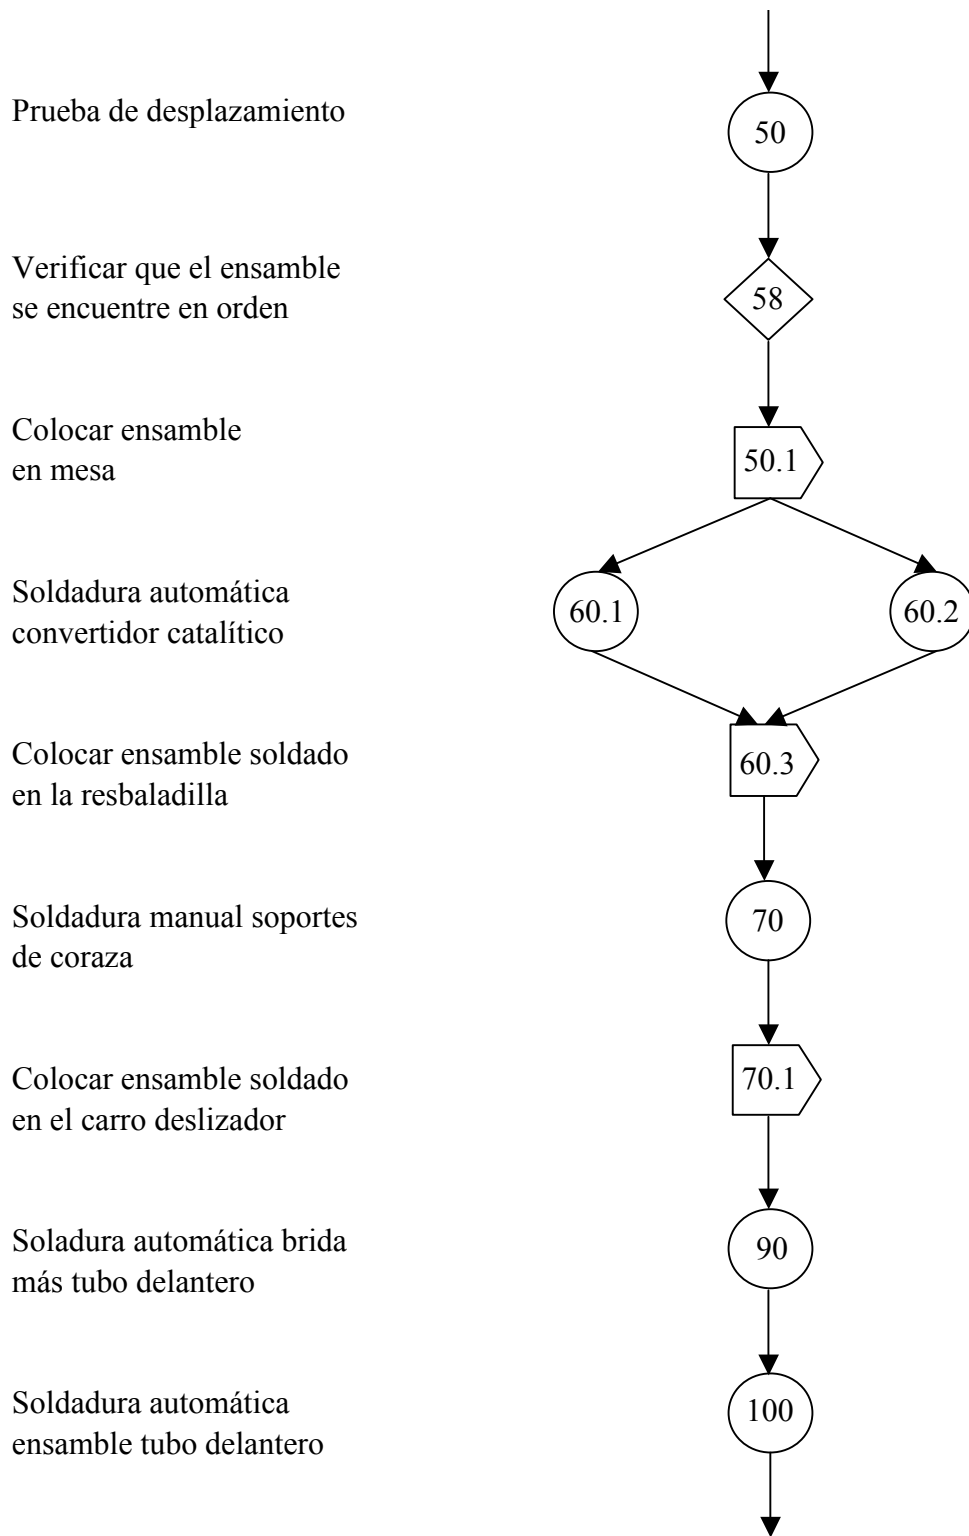 Prueba de desplazamiento
50
Verificar que el ensamble
se encuentre en orden
58
Colocar ensamble
en mesa
50.1
Soldadura automática
convertidor catalítico
60.1
60.2
Colocar ensamble soldado
en la resbaladilla
60.3
Soldadura manual soportes
de coraza
70
Colocar ensamble soldado
en el carro deslizador
70.1
Soladura automática brida
más tubo delantero
90
Soldadura automática
ensamble tubo delantero
100